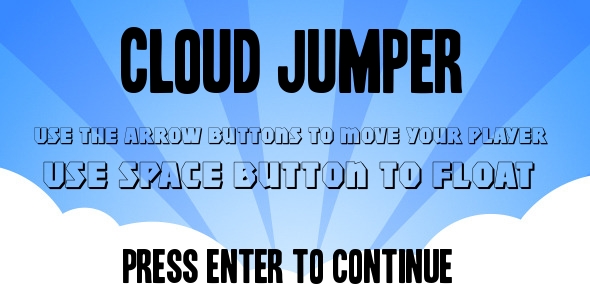 CLOUD JUMPER
USE THE ARROW BUTTONS TO MOVE YOUR PLAYER
USE SPACE BUTTON TO FLOAT
PRESS ENTER TO CONTINUE